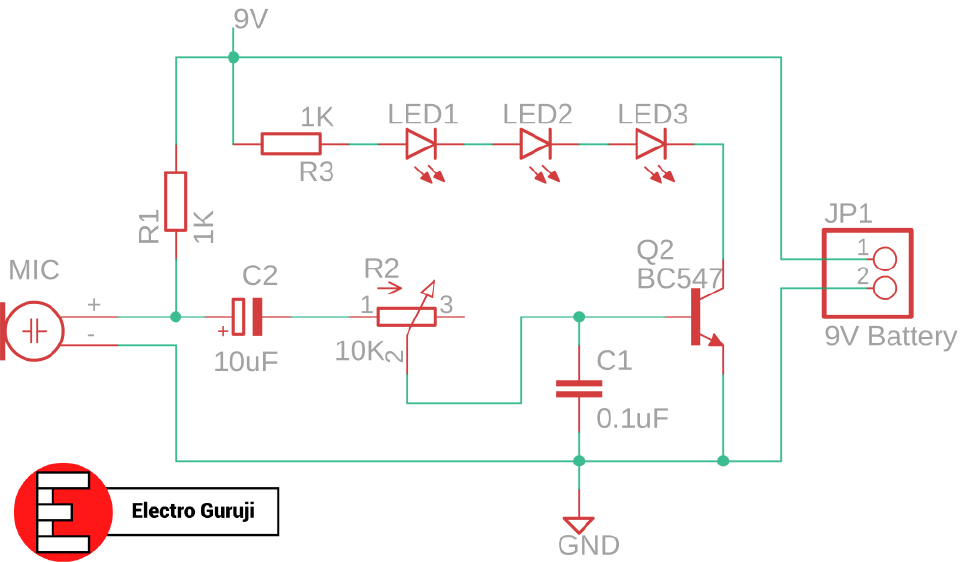 9V
1K
LED1
LED2
LED3
R3
R1
1K
JP1
1
2
9V Battery
MIC
+
-
C2
+
10uF
R2
1
3
10K
2
Q2
BC547
C1
0.1uF
GND
Electro Guruji